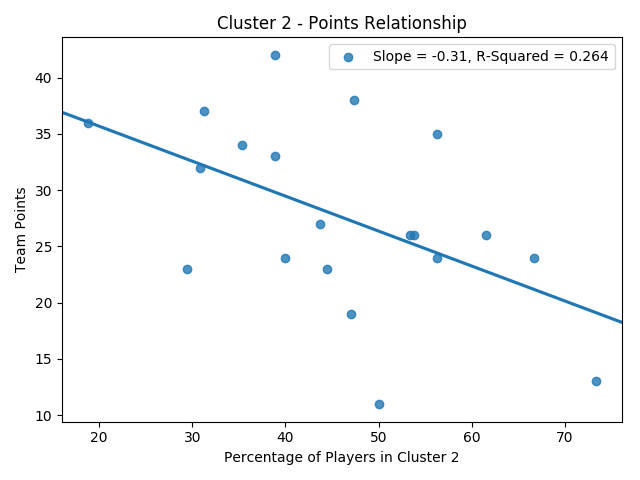 Cluster 2 - Points Relationship
Slope = -0.31, R-Squared = 0.264
Team Points
40
35
30
25
20
15
10
20 30 40 50 60 70
Percentage of Players in Cluster 2